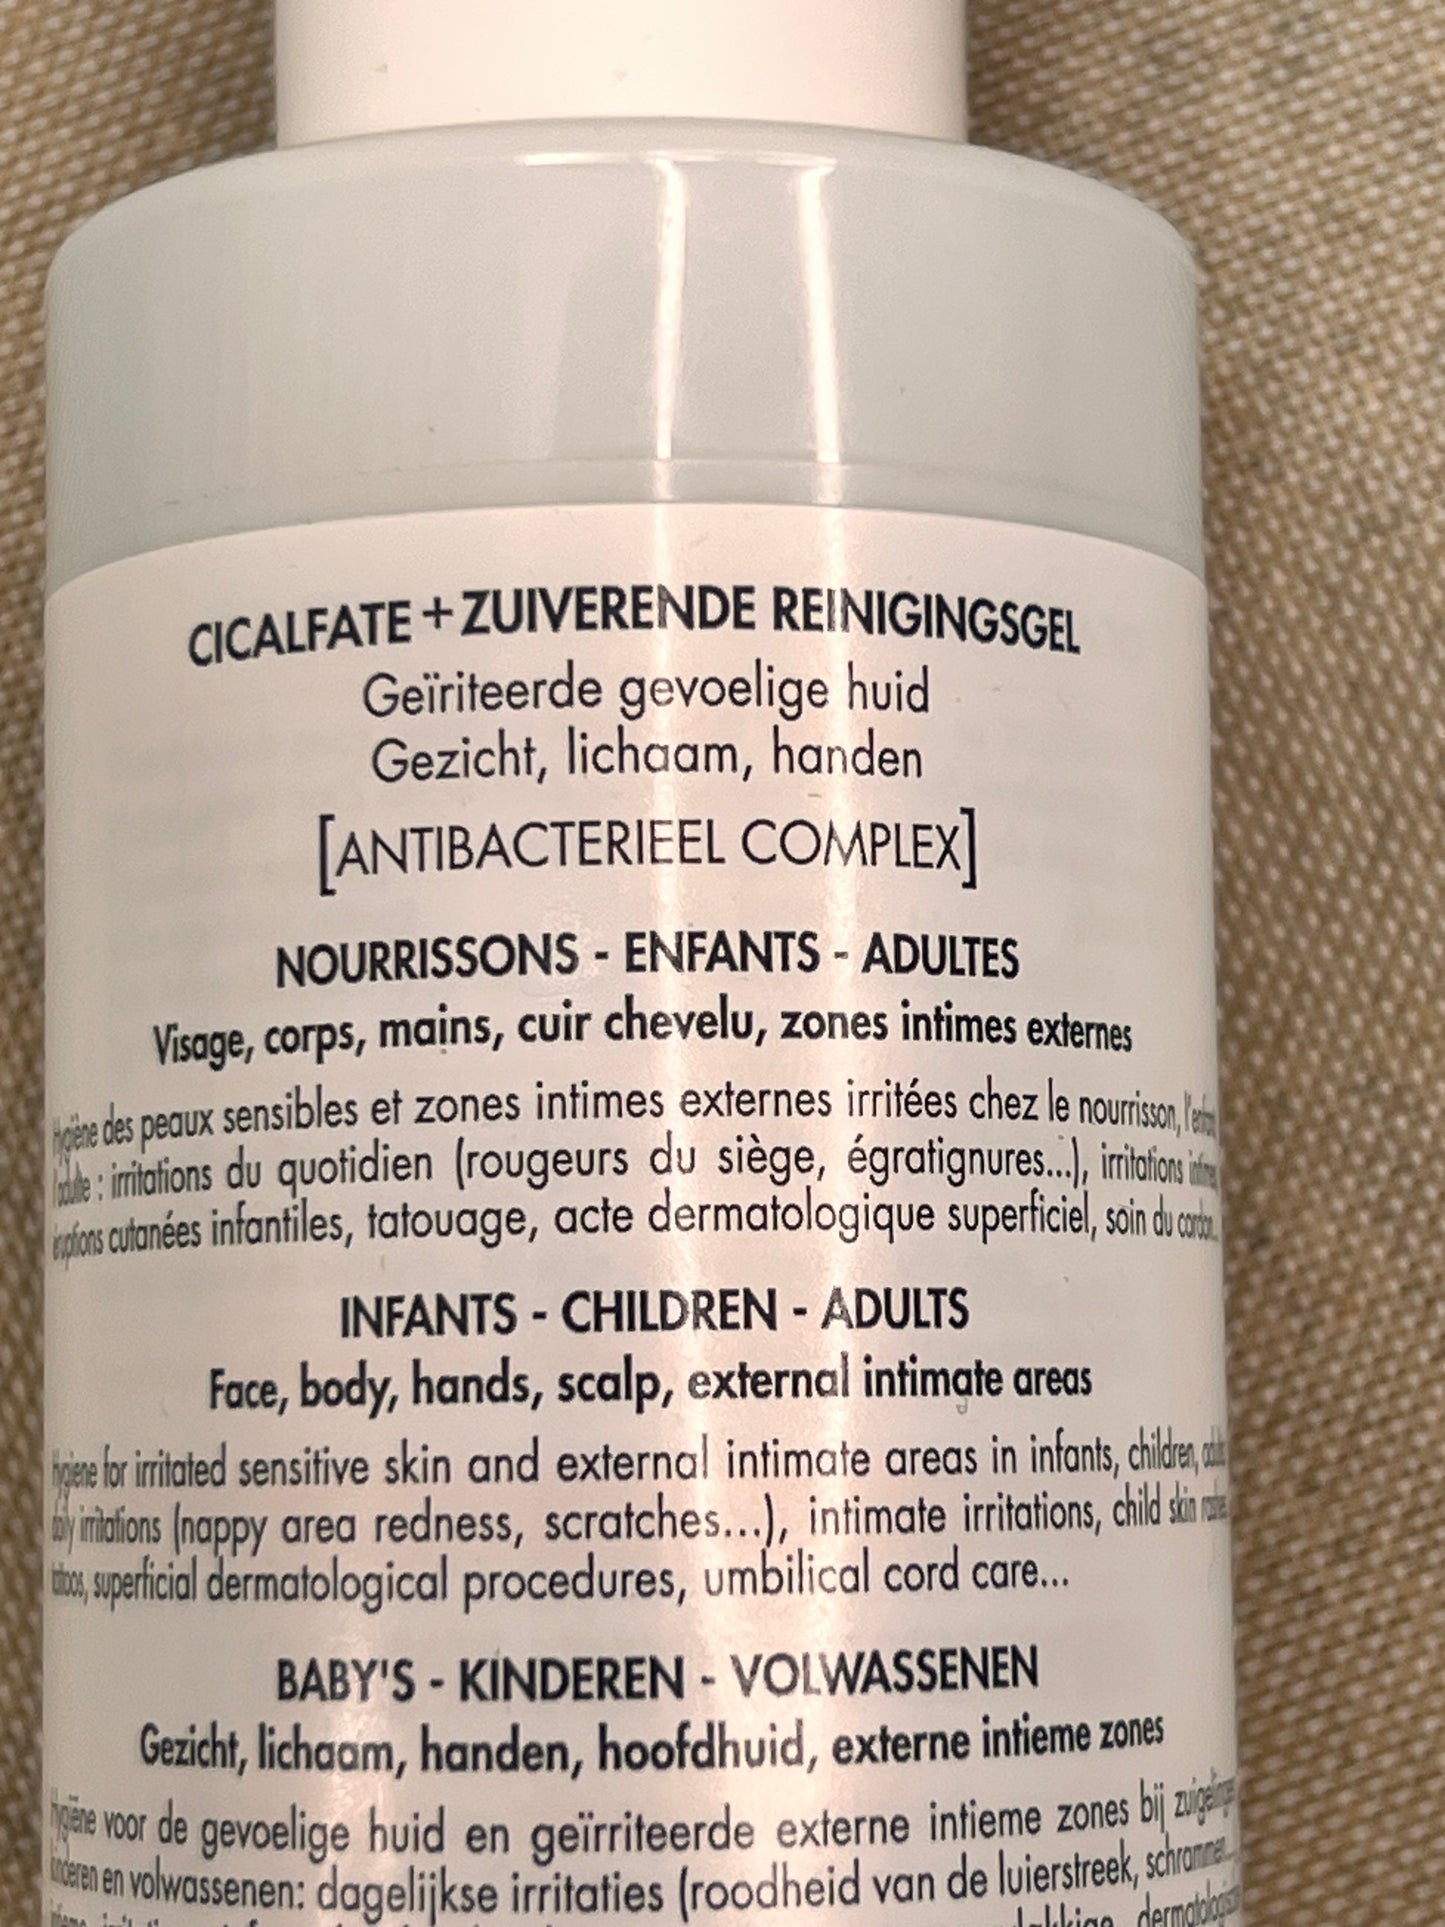 CICALFATE + ZUIVERENDE REINIGINGSGEL
Geïriteerde gevoelige huid
Gezicht, lichaam, handen
[ANTIBACTERIEEL COMPLEX]
NOURRISSONS - ENFANTS - ADULTES
Visage, corps, mains, cuir chevelu, zones intimes externes
Hygiène des peaux sensibles et zones intimes externes irritées chez le nourrisson,
l'adulte : irritations du quotidien (rougeurs du siège, égratignures...), irritations intimes,
éruptions cutanées infantiles, tatouage, acte dermatologique superficiel, soin du cordon...
INFANTS - CHILDREN - ADULTS
Face, body, hands, scalp, external intimate areas
Hygiene for irritated sensitive skin and external intimate areas in infants, children, adults
daily irritations (nappy area redness, scratches...), intimate irritations, child skin rashes,
tattoos, superficial dermatological procedures, umbilical cord care...
BABY'S - KINDEREN - VOLWASSENEN
Gezicht, lichaam, handen, hoofdhuid, externe intieme zones
Hygiëne voor de gevoelige huid en geïrriteerde externe intieme zones bij zuigelingen,
kinderen en volwassenen: dagelijkse irritaties (roodheid van de luierstreek, schrammen...